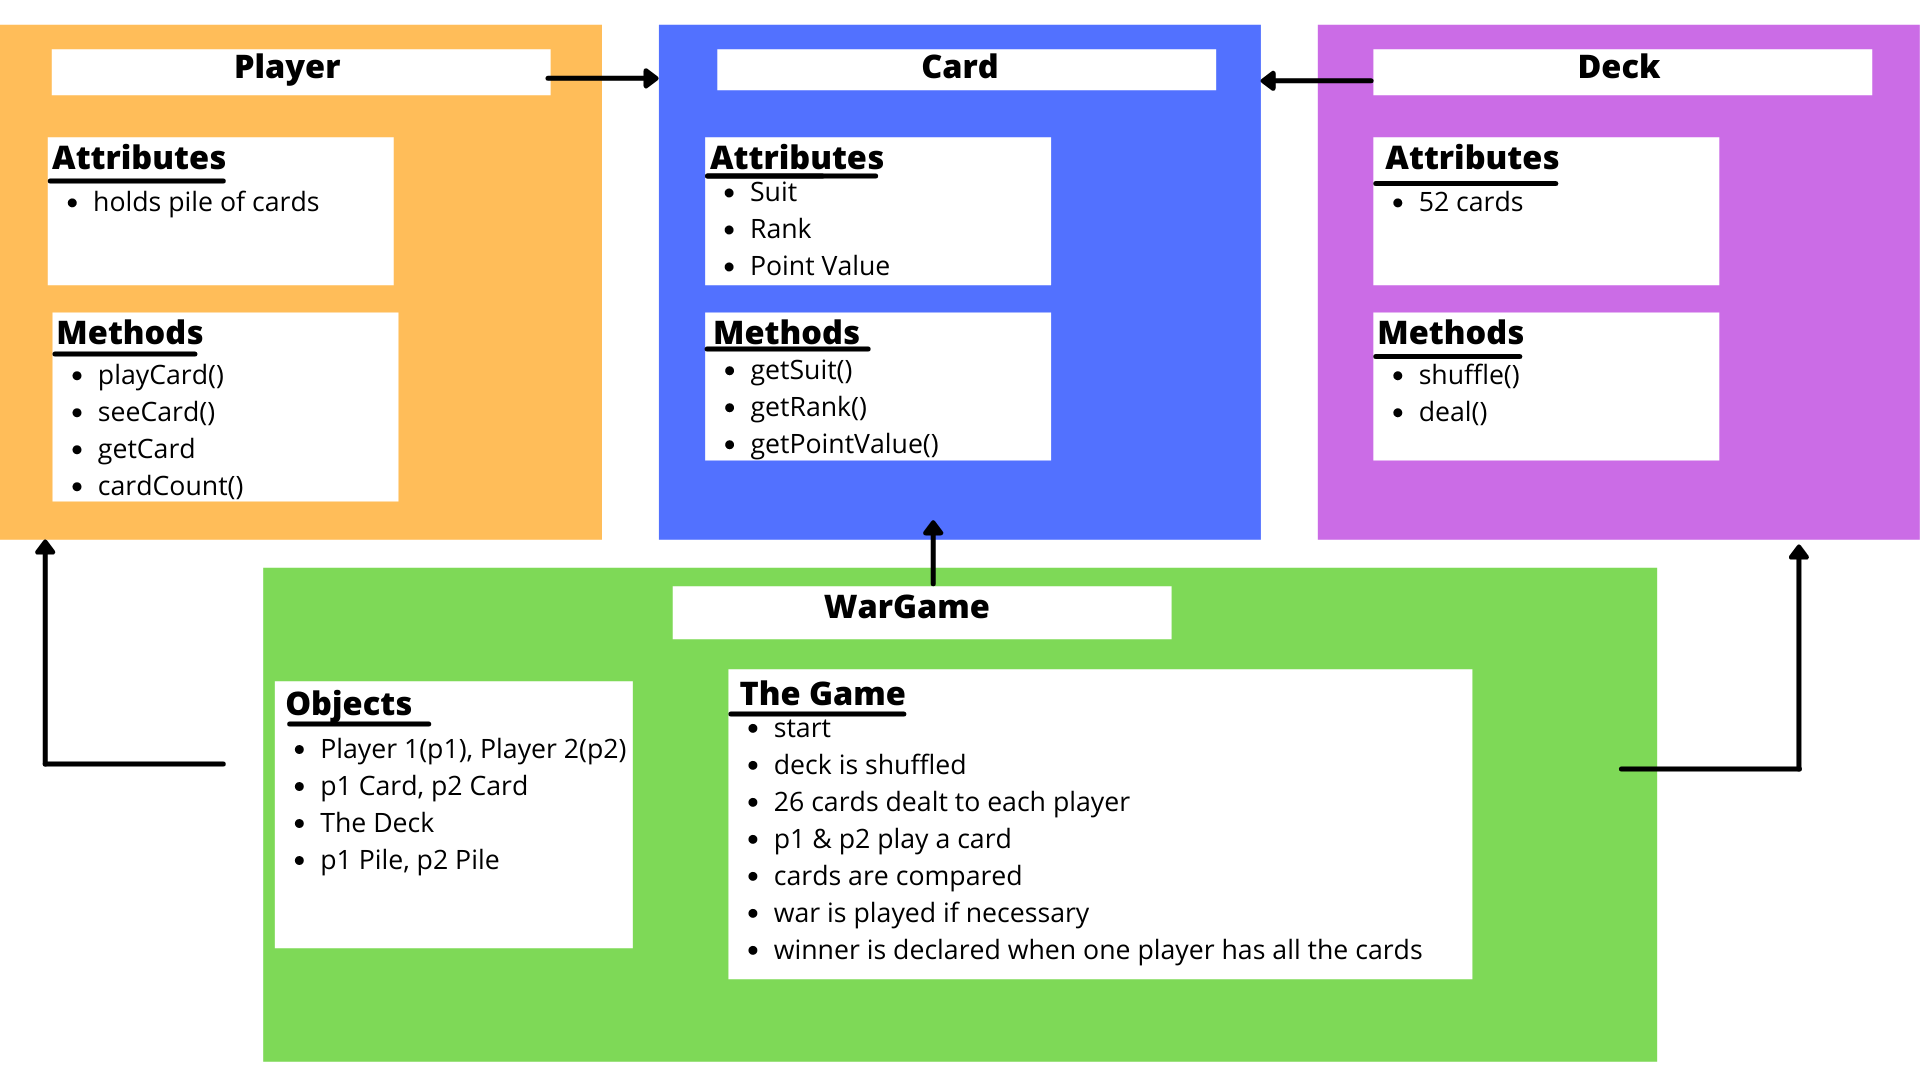 Player
Attributes
• holds pile of cards
Methods
• playCard()
• seeCard()
• getCard
• cardCount()
Card
Attributes
• Suit
• Rank
• Point Value
Methods
• getSuit()
• getRank()
• getPointValue()
Deck
Attributes
• 52 cards
Methods
• shuffle()
• deal()
WarGame
Objects
• Player 1(p1), Player 2(p2)
• p1 Card, p2 Card
• The Deck
• p1 Pile, p2 Pile
The Game
• start
• deck is shuffled
• 26 cards dealt to each player
• p1 & p2 play a card
• cards are compared
• war is played if necessary
• winner is declared when one player has all the cards